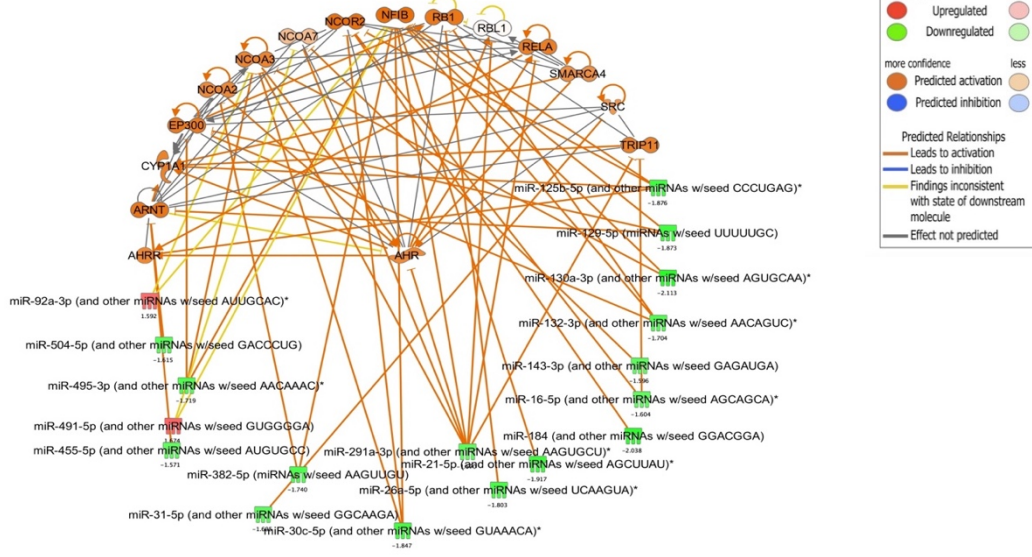 NCOR2
NFIB
RB1
RBL1
NCOA7
RELA
NCOA3
SMARCA4
NCOA2
SRC
EP300
TRIP11
CYP1A1
ARNT
AHRR
AHR
miR-125b-5p (and other miRNAs w/seed CCCUGAG)*
-1.876
miR-129-5p (miRNAs w/seed UUUUUGC)
-1.873
miR-130a-3p (and other miRNAs w/seed AGUGCAA)*
-2.113
miR-92a-3p (and other miRNAs w/seed AUUGCAC)*
1.592
miR-132-3p (and other miRNAs w/seed AACAGUC)*
-1.704
miR-504-5p (and other miRNAs w/seed GACCCUG)
-1.615
miR-143-3p (and other miRNAs w/seed GAGAUGA)
-1.596
miR-495-3p (and other miRNAs w/seed AACAAAC)*
-1.719
miR-16-5p (and other miRNAs w/seed AGCAGCA)*
-1.604
miR-491-5p (and other miRNAs w/seed GUGGGGA)
1.674
miR-184 (and other miRNAs w/seed GGACGGA)
-2.038
miR-455-5p (and other miRNAs w/seed AUGUGCC)
-1.571
miR-291a-3p (and other miRNAs w/seed AAGUGCU)*
miR-21-5p (and other miRNAs w/seed AGCUUAU)*
-1.917
miR-382-5p (miRNAs w/seed AAGUUGU)
-1.740
miR-26a-5p (and other miRNAs w/seed UCAAGUA)*
-1.803
miR-31-5p (and other miRNAs w/seed GGCAAGA)
miR-30c-5p (and other miRNAs w/seed GUAAACA)*
-1.847
Upregulated
Downregulated
more confidence less
Predicted activation
Predicted inhibition
Predicted Relationships
Leads to activation
Leads to inhibition
Findings inconsistent
with state of downstream
molecule
Effect not predicted